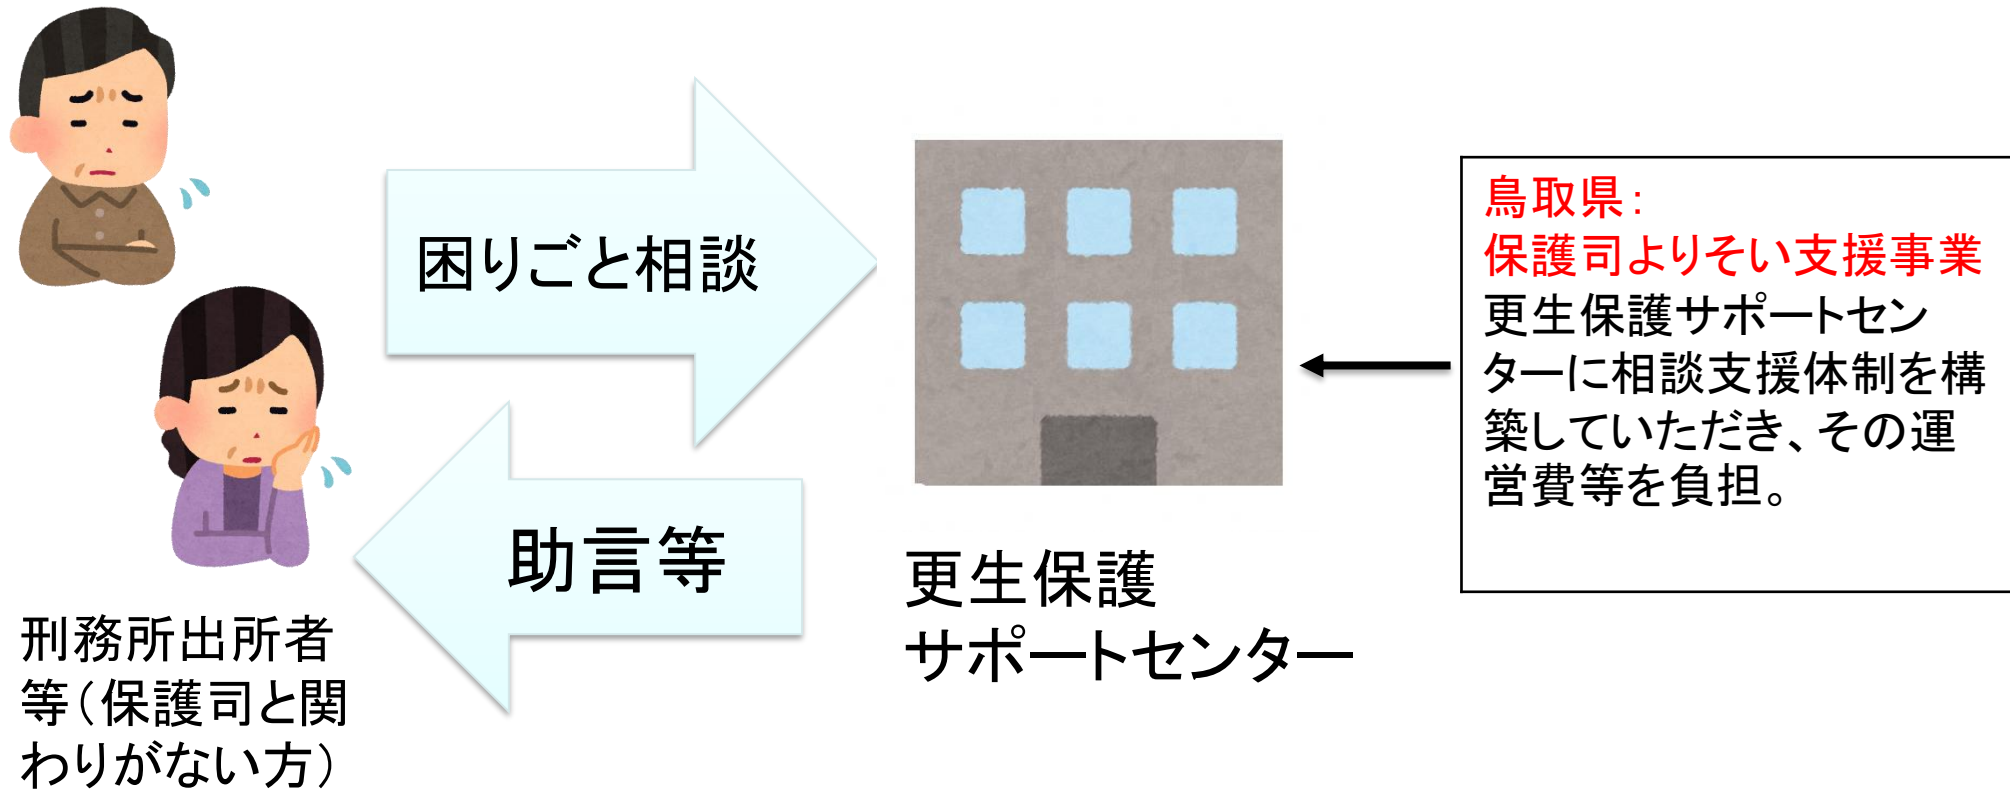 困りごと相談
助言等
刑務所出所者
等（保護司と関
わりがない方）
更生保護
サポートセンター
鳥取県：
保護司よりそい支援事業
更生保護サポートセン
ターに相談支援体制を構
築していただき、その運
営費等を負担。